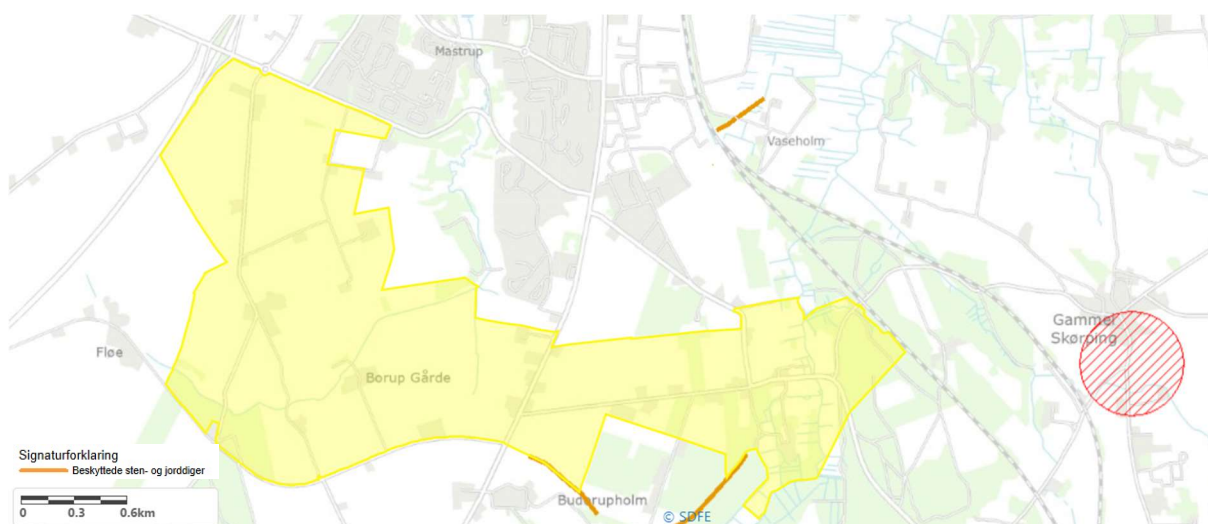 Mastrup
Vaseholm
Gammel
Skørping
Fløe
Borup Gårde
Signaturforklaring
Beskyttede sten- og jorddiger
Buderupholm
0 0.3 0.6km
© SDFE